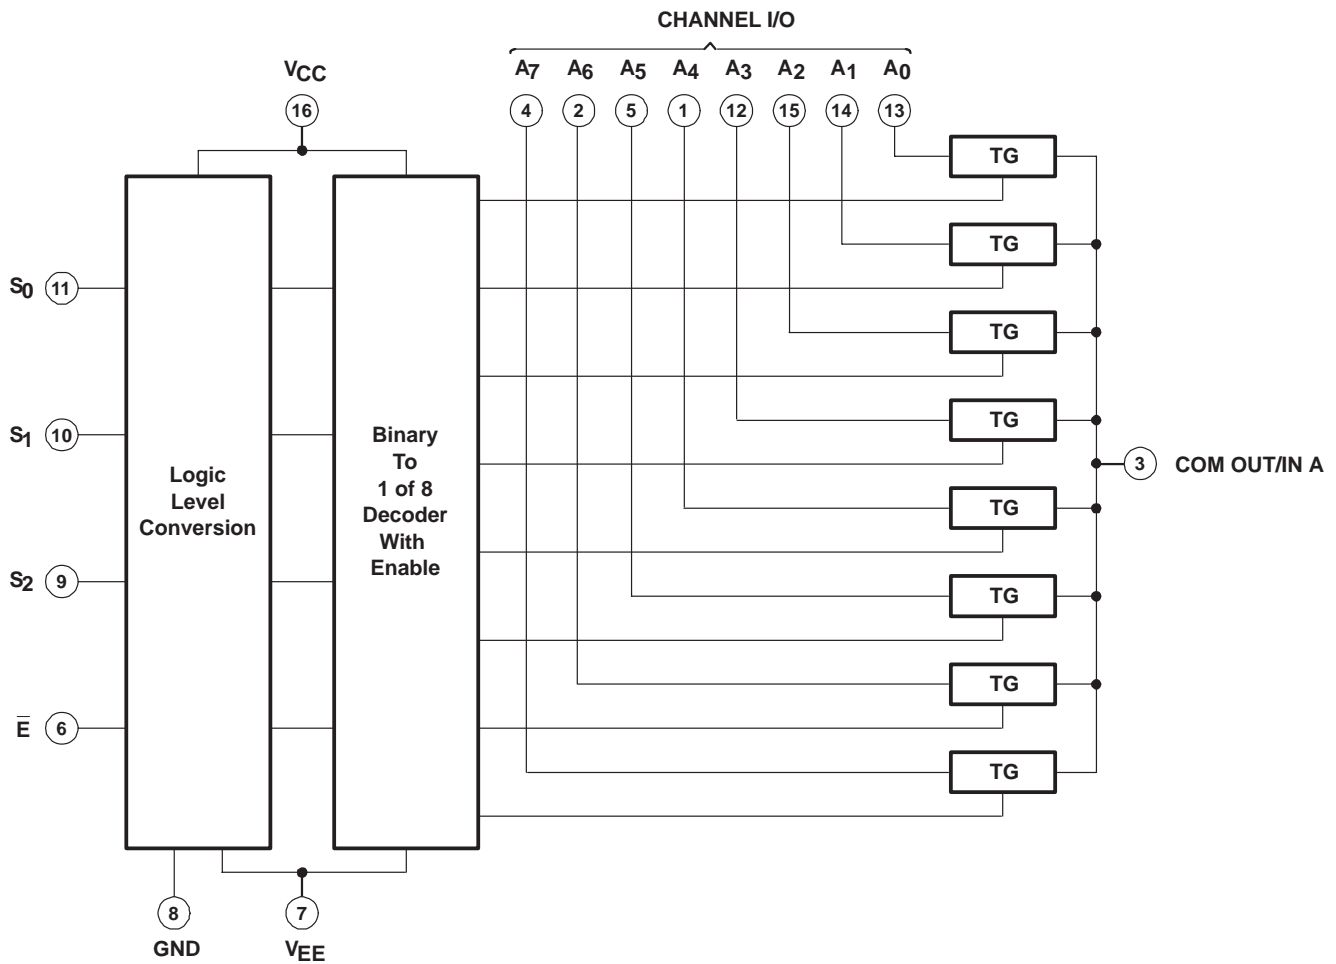 CHANNEL I/O
VCC
A7 A6 A5 A4 A3 A2 A1 A0
16
4 2 5 1 12 15 14 13
TG
TG
S0 11
TG
TG
S1 10
Binary
To
1 of 8
Decoder
With
Enable
Logic
Level
Conversion
3 COM OUT/IN A
TG
S2 9
TG
TG
E̅ 6
TG
8
7
GND
VEE